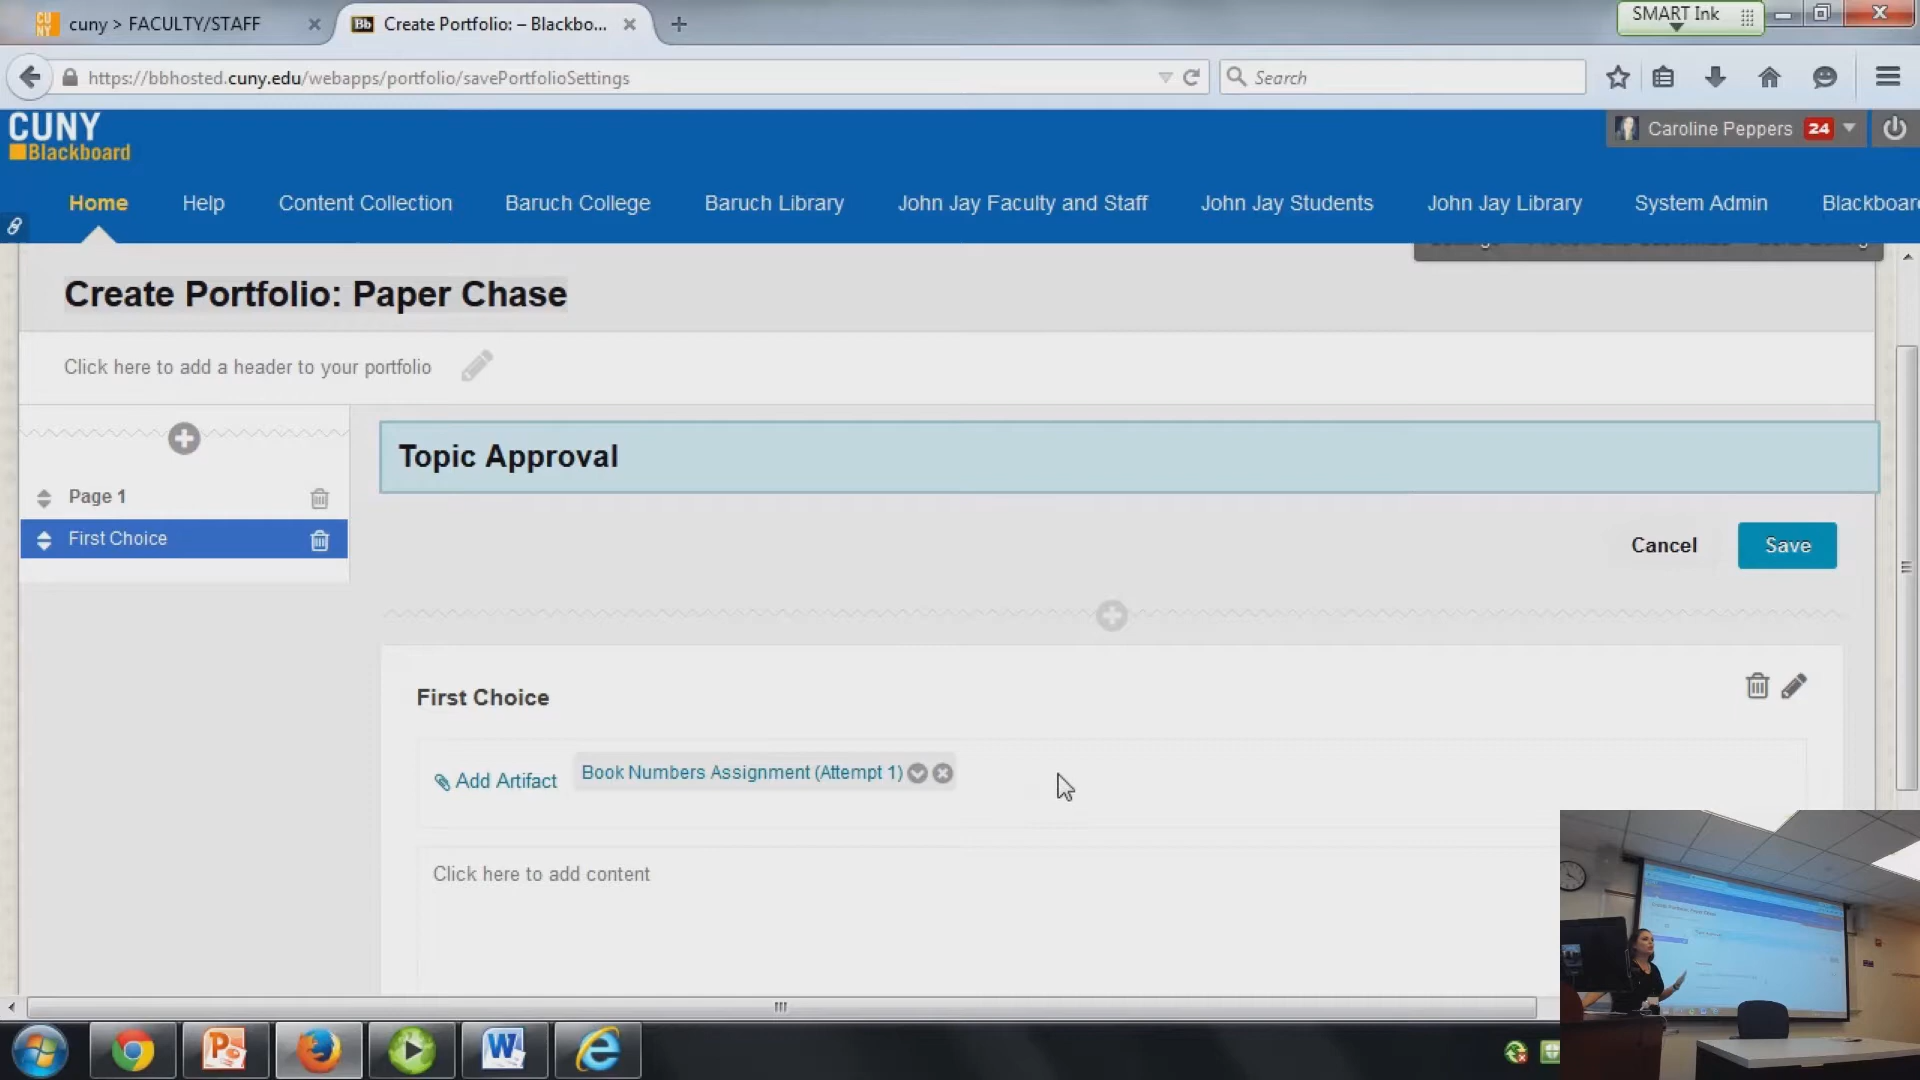 cuny > FACULTY/STAFF
Create Portfolio: – Blackbo...
SMART Ink
https://bbhosted.cuny.edu/webapps/portfolio/savePortfolioSettings
Search
CUNY
Blackboard
Caroline Peppers 24
Home Help Content Collection Baruch College Baruch Library John Jay Faculty and Staff John Jay Students John Jay Library System Admin Blackboar
Create Portfolio: Paper Chase
Click here to add a header to your portfolio
Topic Approval
Page 1
First Choice
Cancel Save
First Choice
Add Artifact Book Numbers Assignment (Attempt 1)
Click here to add content